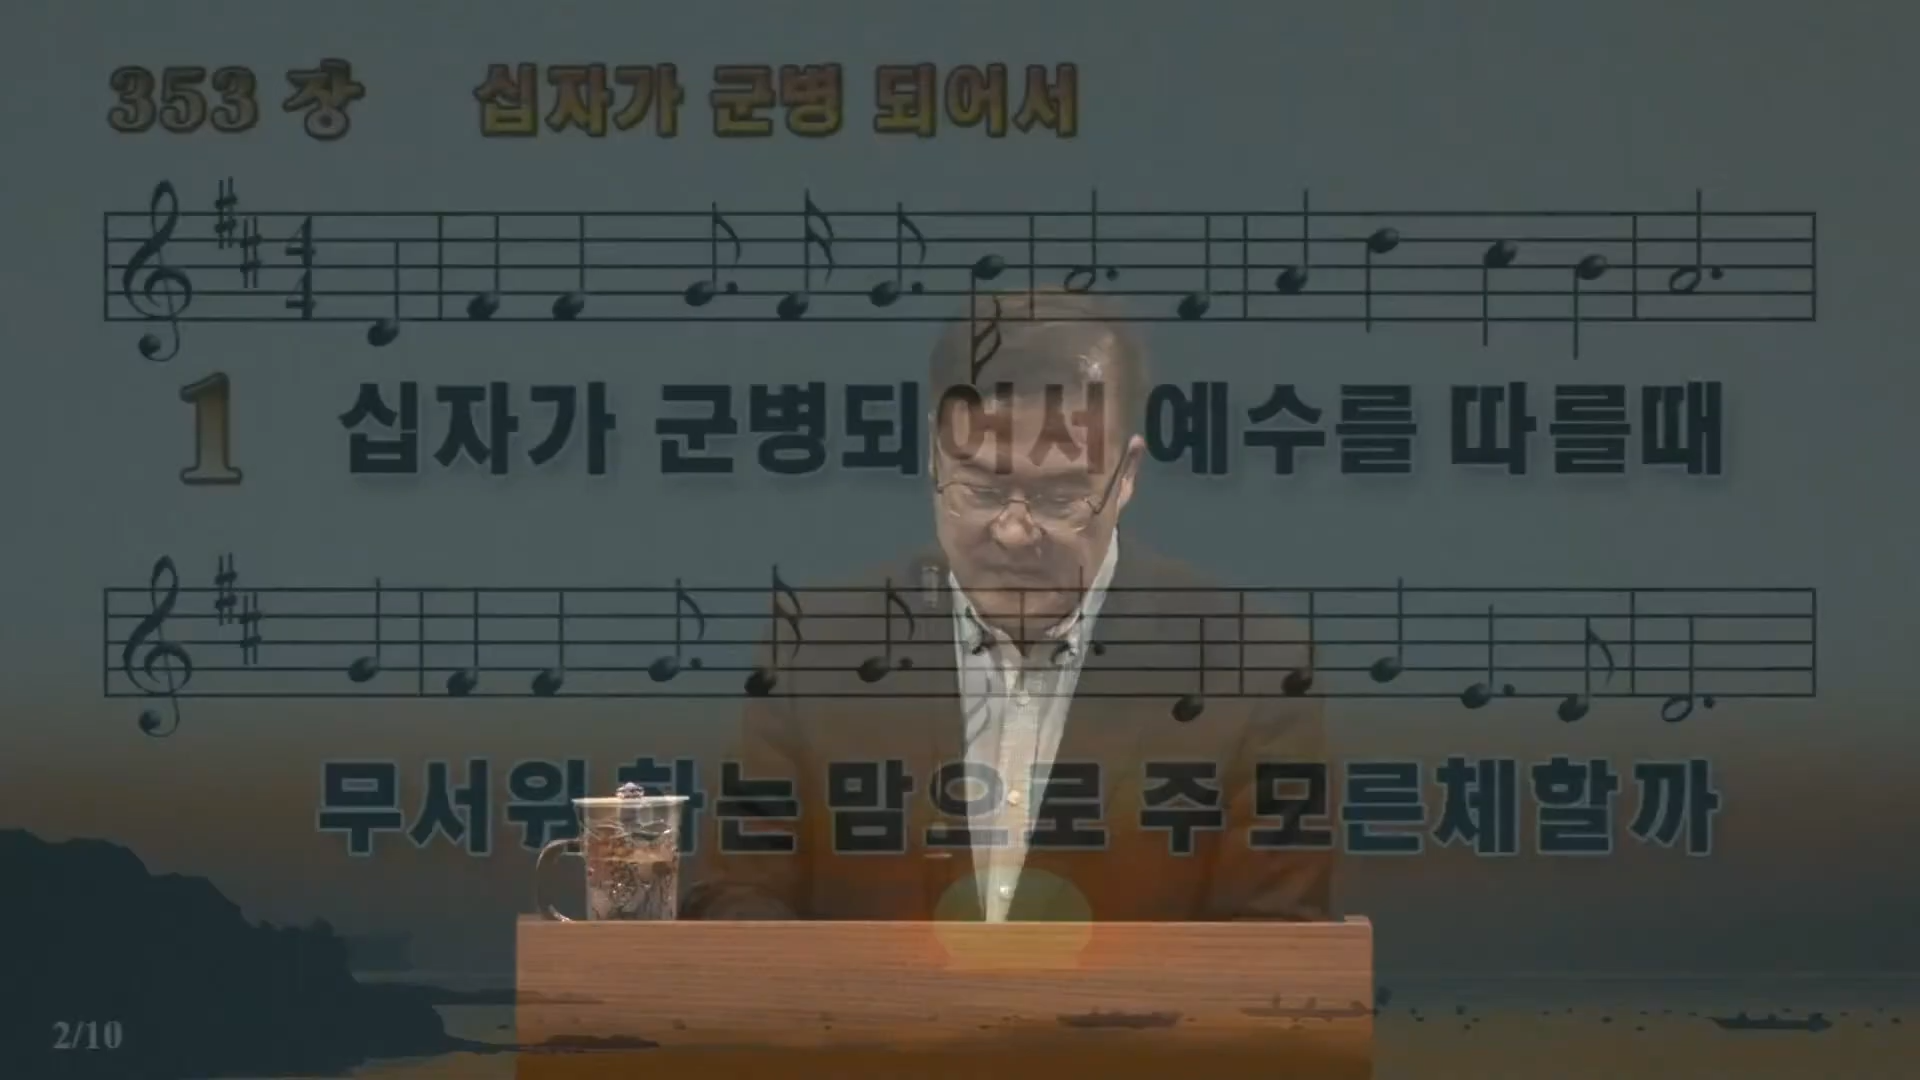 353 장 십자가 군병 되어서
1 십자가 군병되어서 예수를 따를때
무서워 하는 맘으로 주 모른체할까
2/10